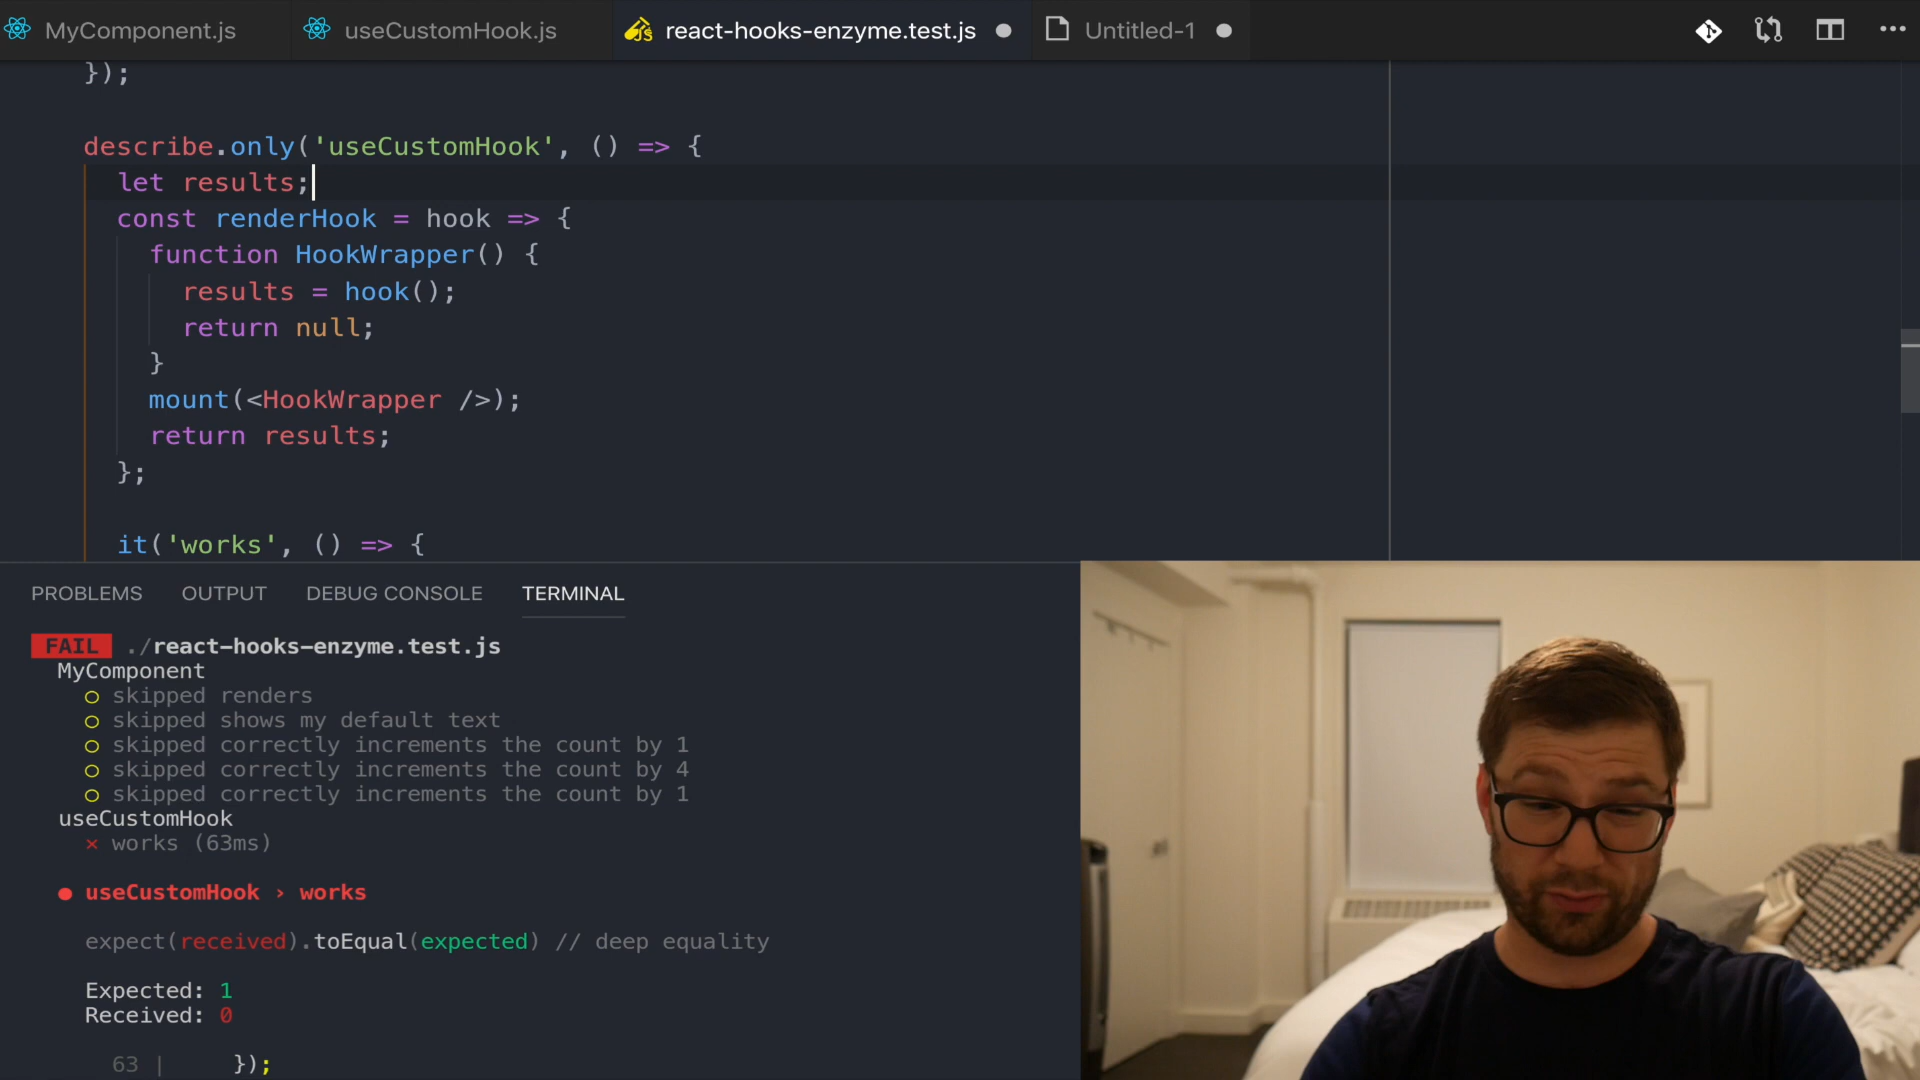 MyComponent.js
useCustomHook.js
react-hooks-enzyme.test.js
Untitled-1
});
describe.only('useCustomHook', () => {
let results;
const renderHook = hook => {
function HookWrapper() {
results = hook();
return null;
}
mount(<HookWrapper />);
return results;
};
it('works', () => {
PROBLEMS
OUTPUT
DEBUG CONSOLE
TERMINAL
FAIL ./react-hooks-enzyme.test.js
MyComponent
○ skipped renders
○ skipped shows my default text
○ skipped correctly increments the count by 1
○ skipped correctly increments the count by 4
○ skipped correctly increments the count by 1
useCustomHook
× works (63ms)
● useCustomHook › works
expect(received).toEqual(expected) // deep equality
Expected: 1
Received: 0
63 | });